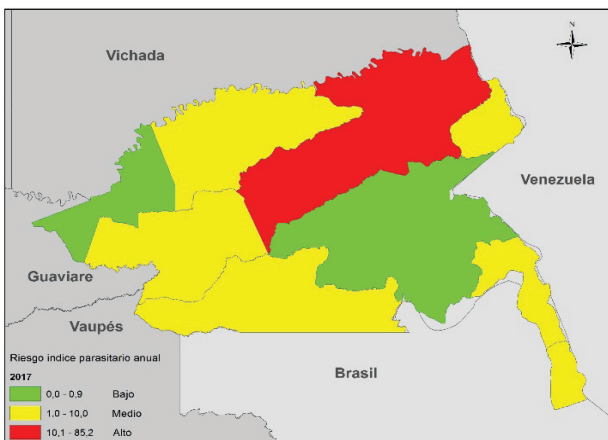 N
Vichada
Venezuela
Guaviare
Vaupés
Brasil
Riesgo indice parasitario anual
2017
0,0 - 0,9 Bajo
1.0 - 10,0 Medio
10,1 - 85,2 Alto